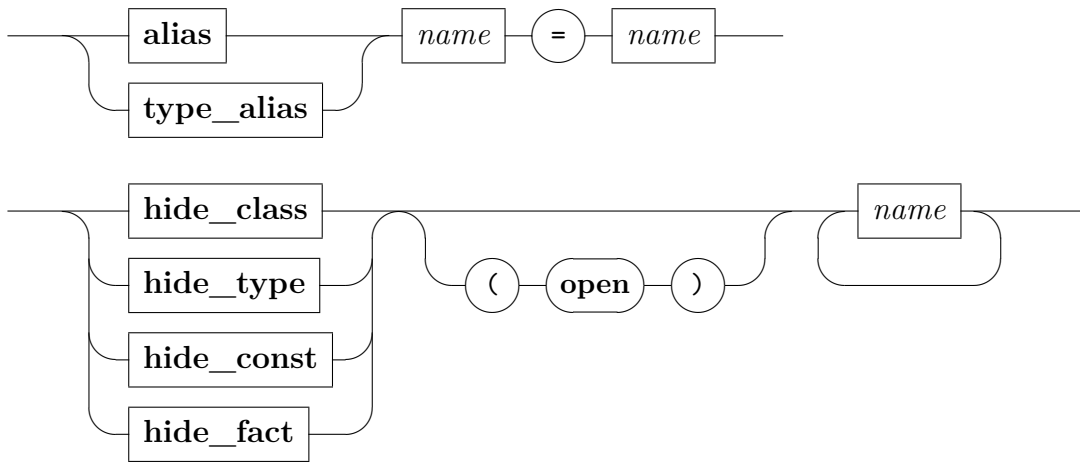 alias name = name
type_alias
hide_class name
hide_type ( open )
hide_const
hide_fact